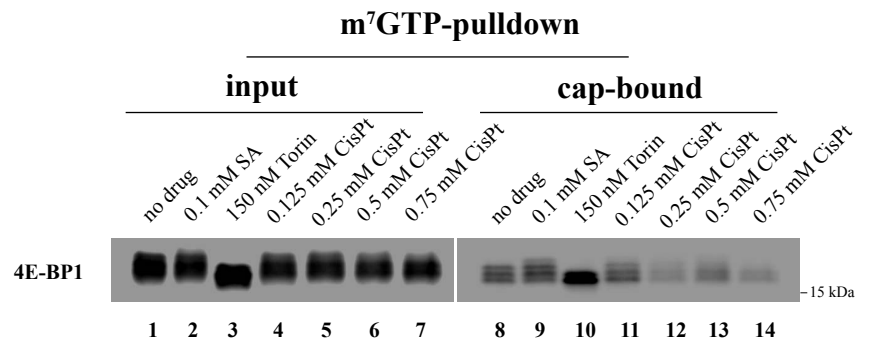 m⁷GTP-pulldown
input cap-bound
no drug 0.1 mM SA 150 nM Torin 0.125 mM CisPt 0.25 mM CisPt 0.5 mM CisPt 0.75 mM CisPt no drug 0.1 mM SA 150 nM Torin 0.125 mM CisPt 0.25 mM CisPt 0.5 mM CisPt 0.75 mM CisPt
4E-BP1
–15 kDa
1 2 3 4 5 6 7 8 9 10 11 12 13 14